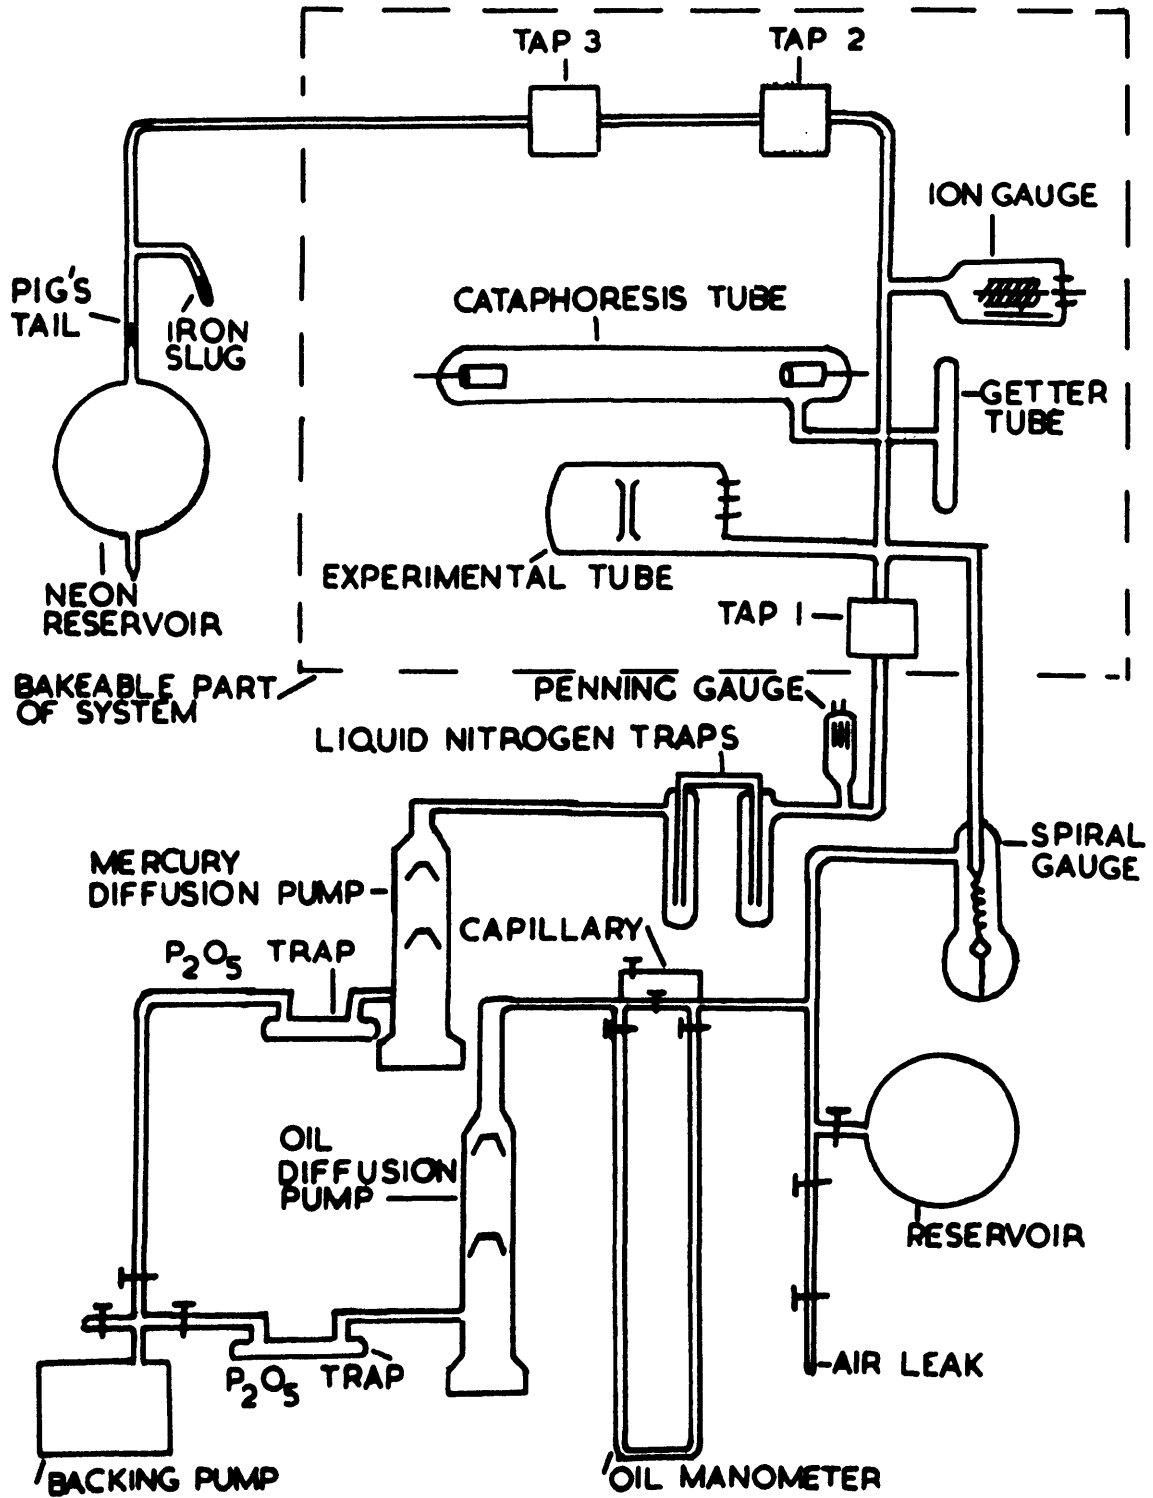 TAP 3
TAP 2
ION GAUGE
PIG'S
TAIL
IRON
SLUG
CATAPHORESIS TUBE
GETTER
TUBE
EXPERIMENTAL TUBE
NEON
RESERVOIR
TAP 1
BAKEABLE PART
OF SYSTEM
PENNING GAUGE
LIQUID NITROGEN TRAPS
SPIRAL
GAUGE
MERCURY
DIFFUSION PUMP
CAPILLARY
P2O5 TRAP
OIL
DIFFUSION
PUMP
RESERVOIR
AIR LEAK
P2O5 TRAP
BACKING PUMP
OIL MANOMETER